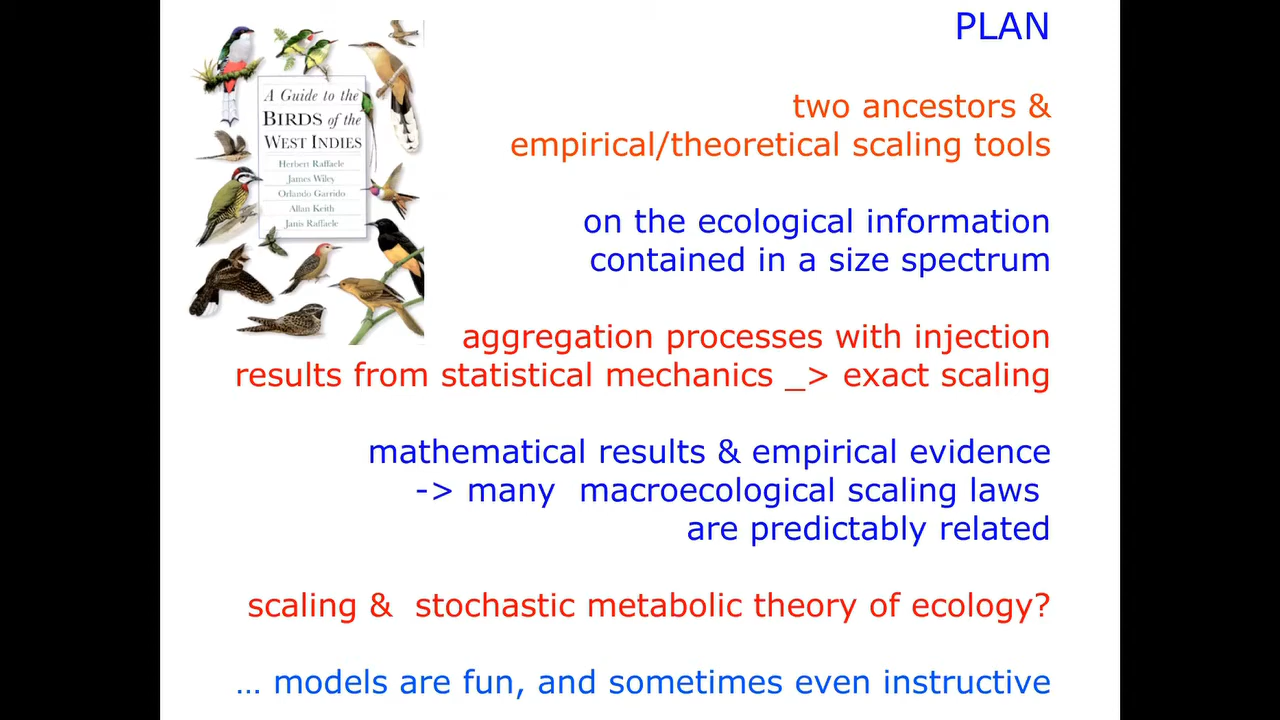 PLAN
A Guide to the
BIRDS of the
WEST INDIES
Herbert Raffaele
James Wiley
Orlando Garrido
Allan Keith
Janis Raffaele
two ancestors &
empirical/theoretical scaling tools
on the ecological information
contained in a size spectrum
aggregation processes with injection
results from statistical mechanics _> exact scaling
mathematical results & empirical evidence
-> many macroecological scaling laws
are predictably related
scaling & stochastic metabolic theory of ecology?
… models are fun, and sometimes even instructive